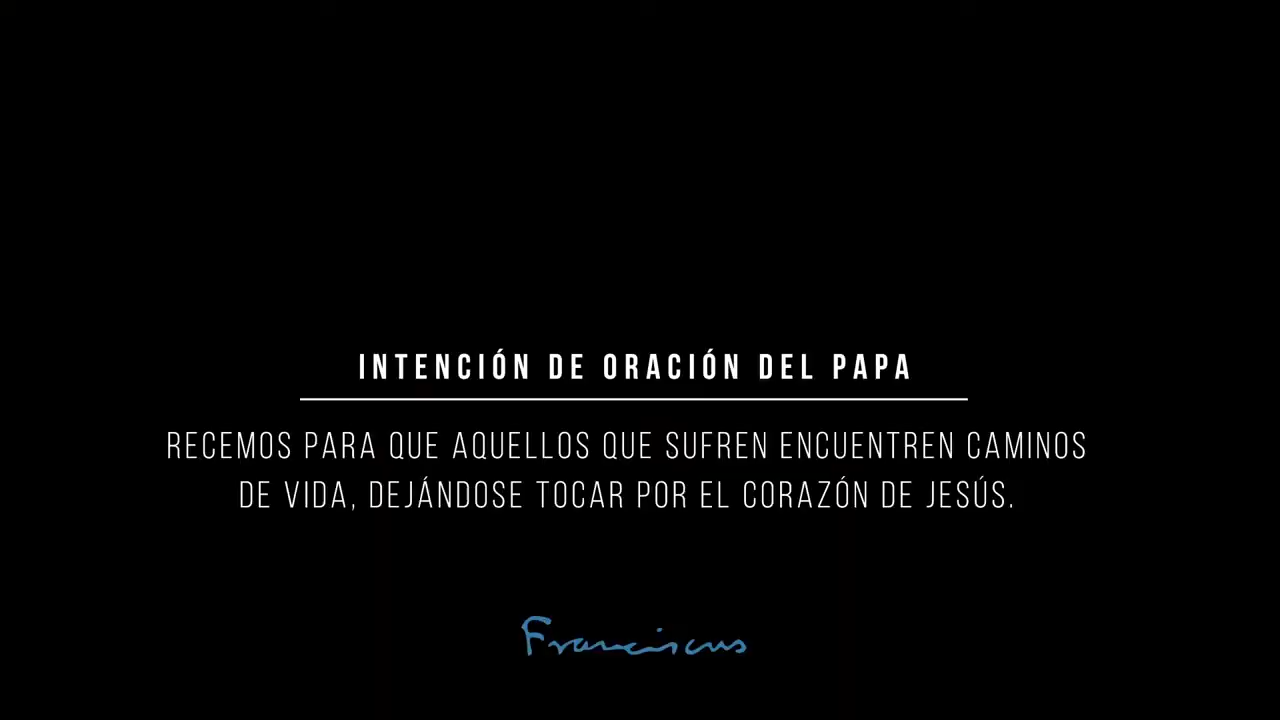 INTENCIÓN DE ORACIÓN DEL PAPA
RECEMOS PARA QUE AQUELLOS QUE SUFREN ENCUENTREN CAMINOS
DE VIDA, DEJÁNDOSE TOCAR POR EL CORAZÓN DE JESÚS.
Franciscus